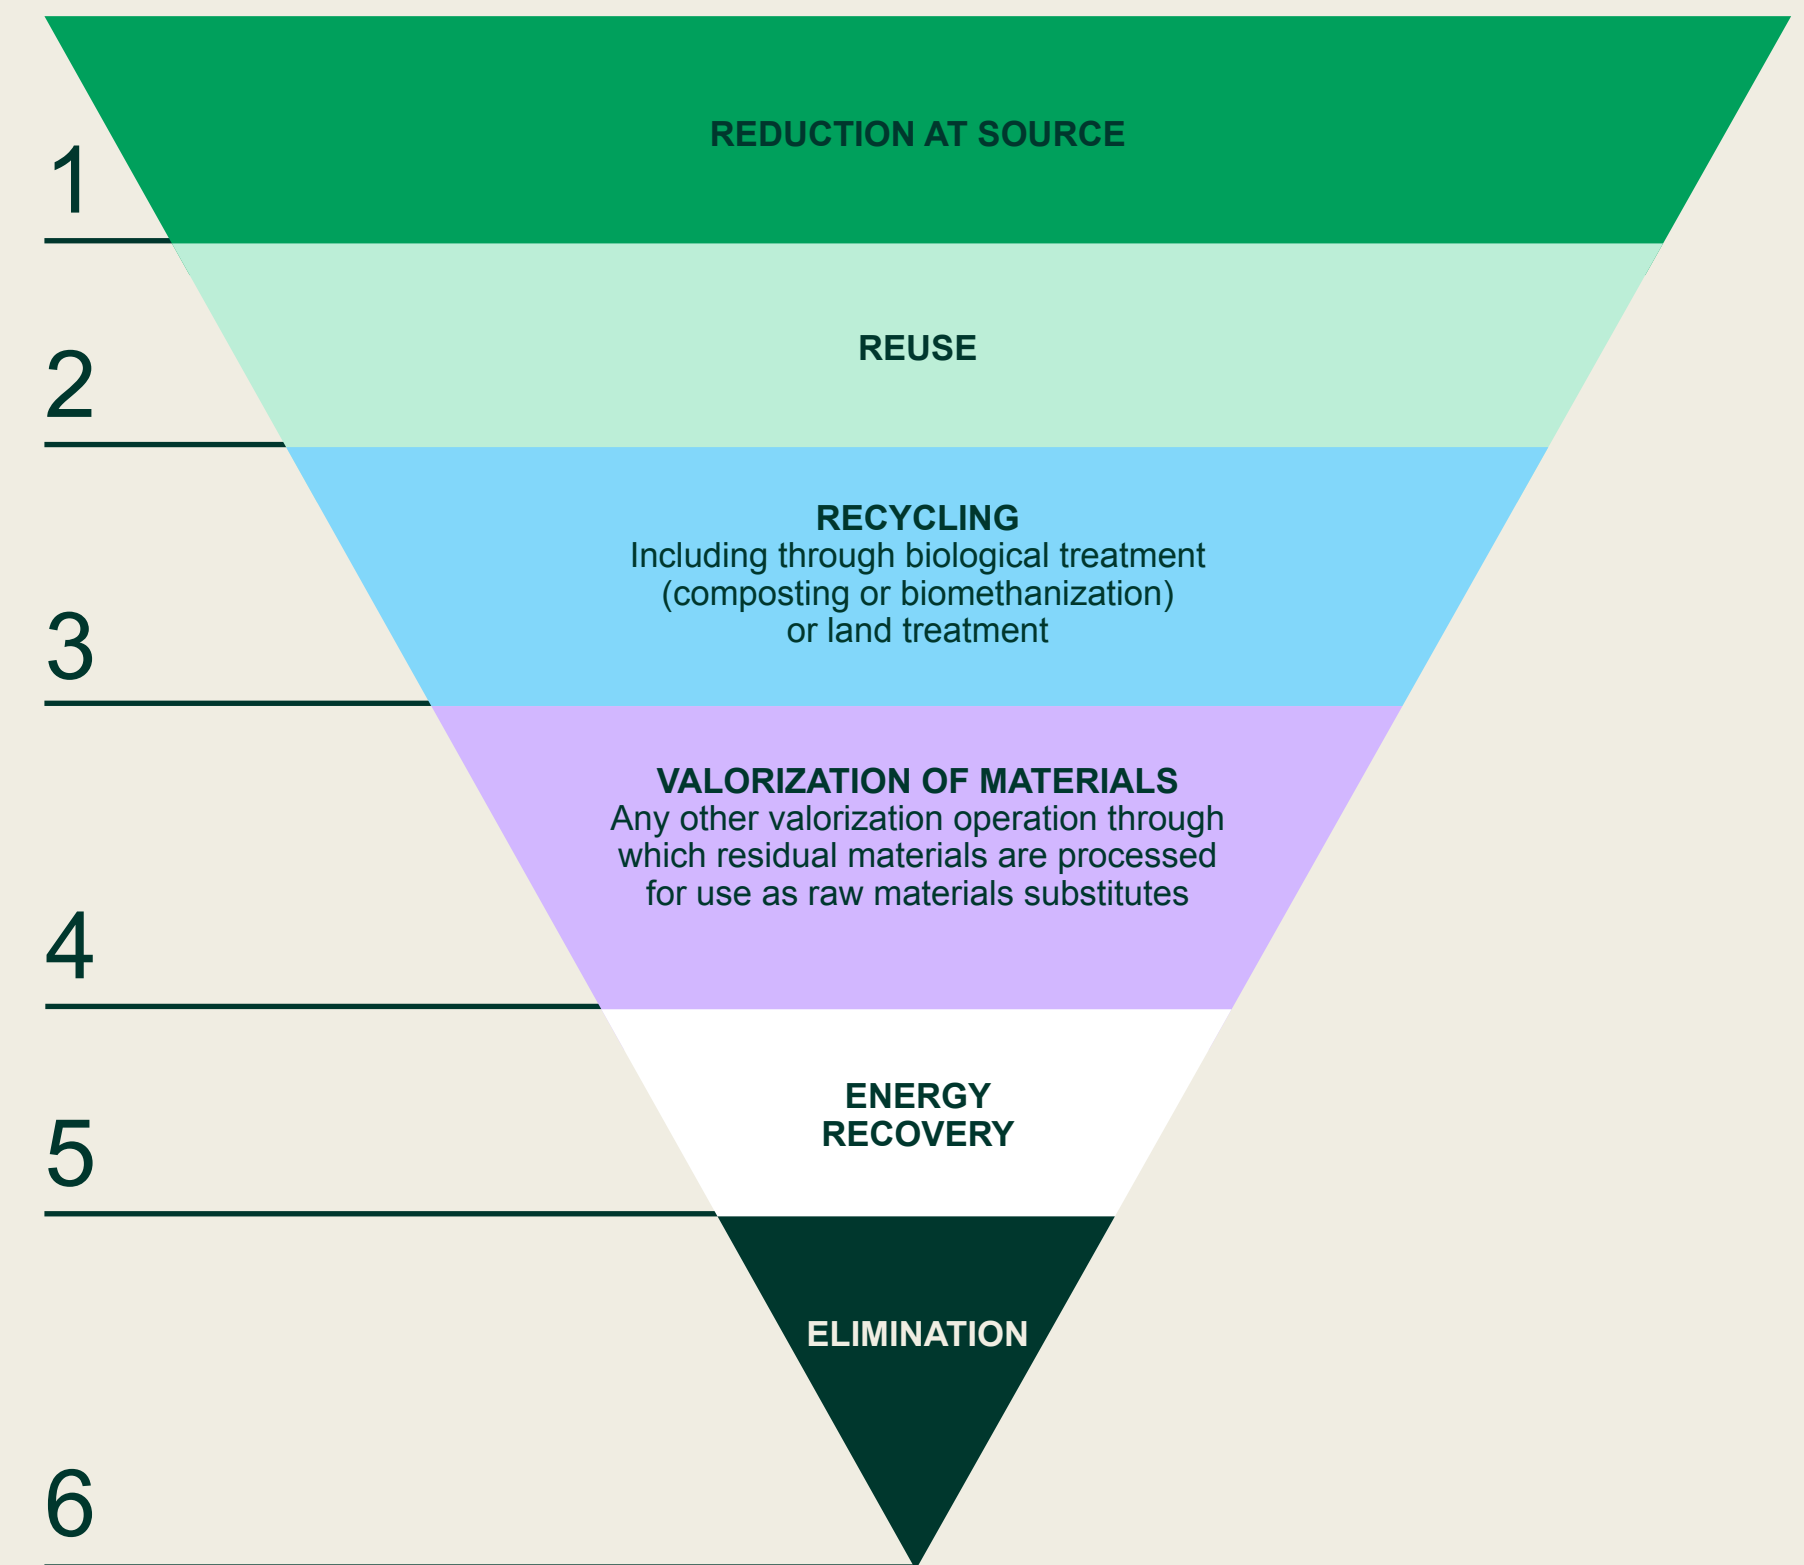 1
REDUCTION AT SOURCE
2
REUSE
3
RECYCLING
Including through biological treatment
(composting or biomethanization)
or land treatment
4
VALORIZATION OF MATERIALS
Any other valorization operation through
which residual materials are processed
for use as raw materials substitutes
5
ENERGY
RECOVERY
6
ELIMINATION